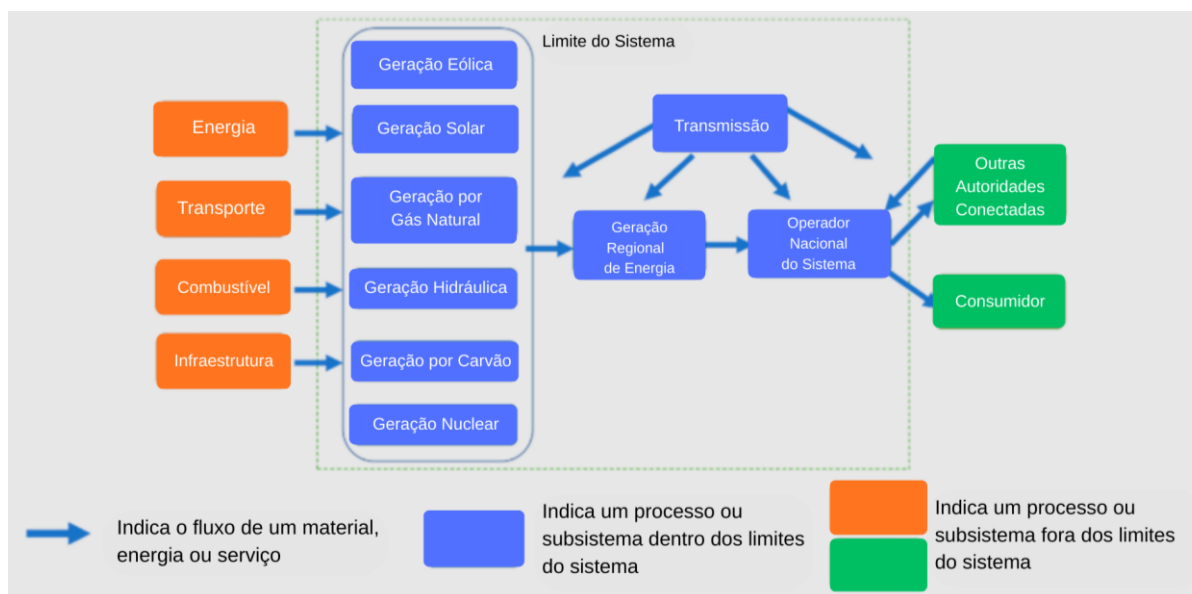 Limite do Sistema
Geração Eólica
Energia
Geração Solar
Transmissão
Transporte
Geração por
Gás Natural
Outras
Autoridades
Conectadas
Geração
Regional
de Energia
Operador
Nacional
do Sistema
Combustível
Geração Hidráulica
Consumidor
Infraestrutura
Geração por Carvão
Geração Nuclear
Indica o fluxo de um material,
energia ou serviço
Indica um processo ou
subsistema dentro dos limites
do sistema
Indica um processo ou
subsistema fora dos limites
do sistema